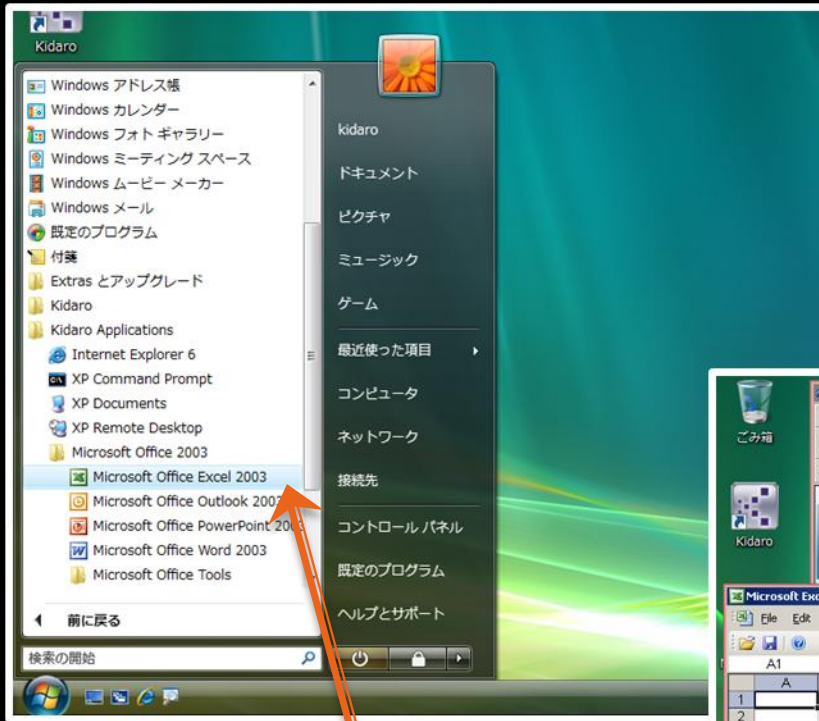 Kidaro
Windows アドレス帳
Windows カレンダー
Windows フォト ギャラリー
Windows ミーティング スペース
Windows ムービー メーカー
Windows メール
既定のプログラム
付箋
Extras とアップグレード
Kidaro
Kidaro Applications
Internet Explorer 6
XP Command Prompt
XP Documents
XP Remote Desktop
Microsoft Office 2003
Microsoft Office Excel 2003
Microsoft Office Outlook 2003
Microsoft Office PowerPoint 2003
Microsoft Office Word 2003
Microsoft Office Tools
前に戻る
検索の開始
kidaro
ドキュメント
ピクチャ
ミュージック
ゲーム
最近使った項目
コンピュータ
ネットワーク
接続先
コントロール パネル
既定のプログラム
ヘルプとサポート
ごみ箱
Kidaro
Microsoft Exc
File Edit
A1
A
1
2